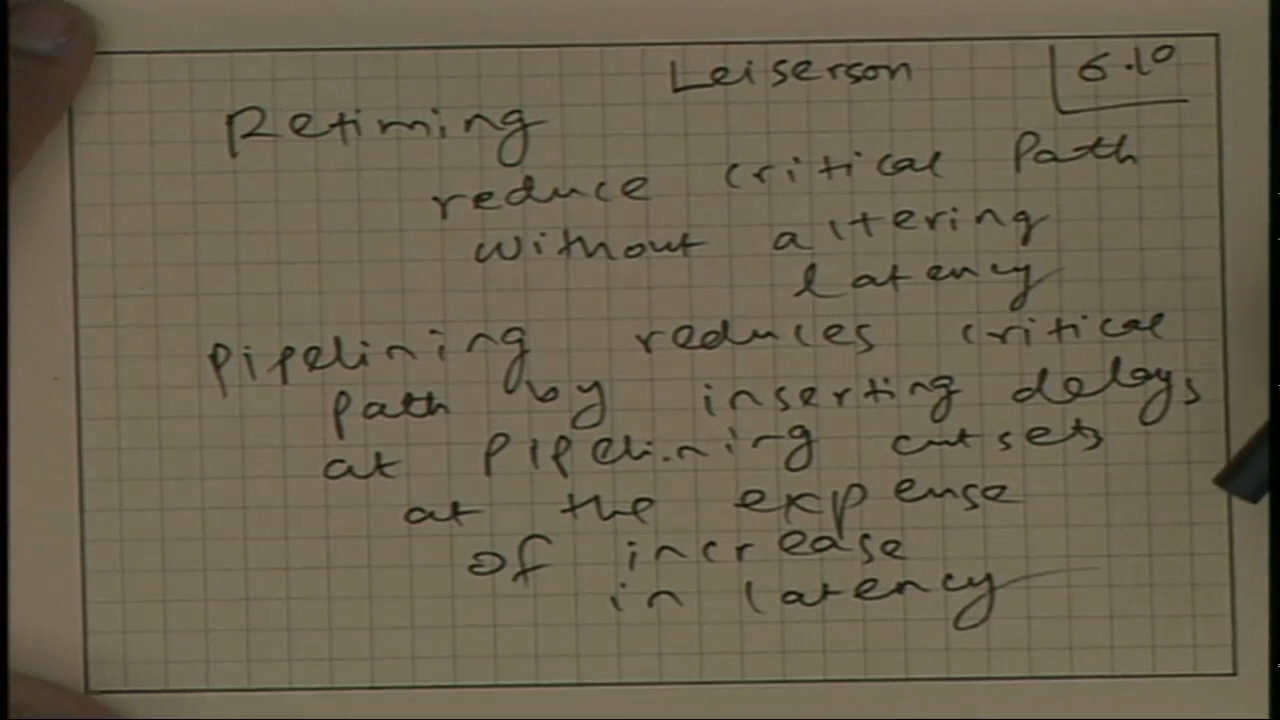 Leiserson 6.10
Retiming
reduce critical Path
without altering
latency
Pipelining reduces critical
path by inserting delays
at Pipelining cutsets
at the expense
of increase
in latency